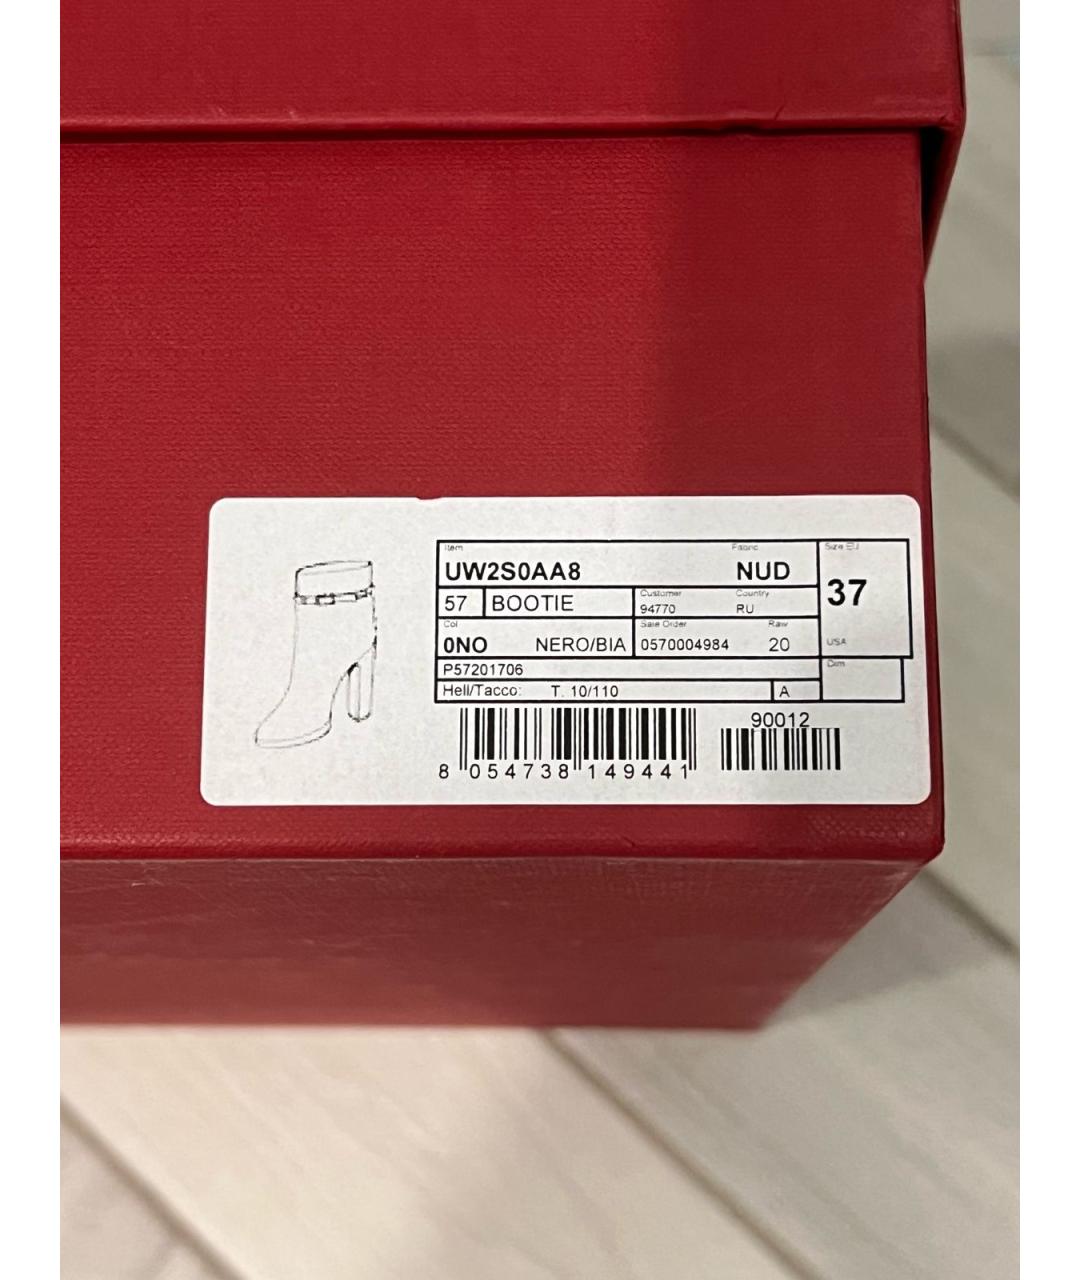 Item Fabric Size EU
UW2S0AA8 NUD 37
57 BOOTIE Customer 94770 Country RU
Col Sale Order Raw
0NO NERO/BIA 0570004984 20 USA
P57201706 Dim
Hell/Tacco: T. 10/110 A
90012
8 054738 149441